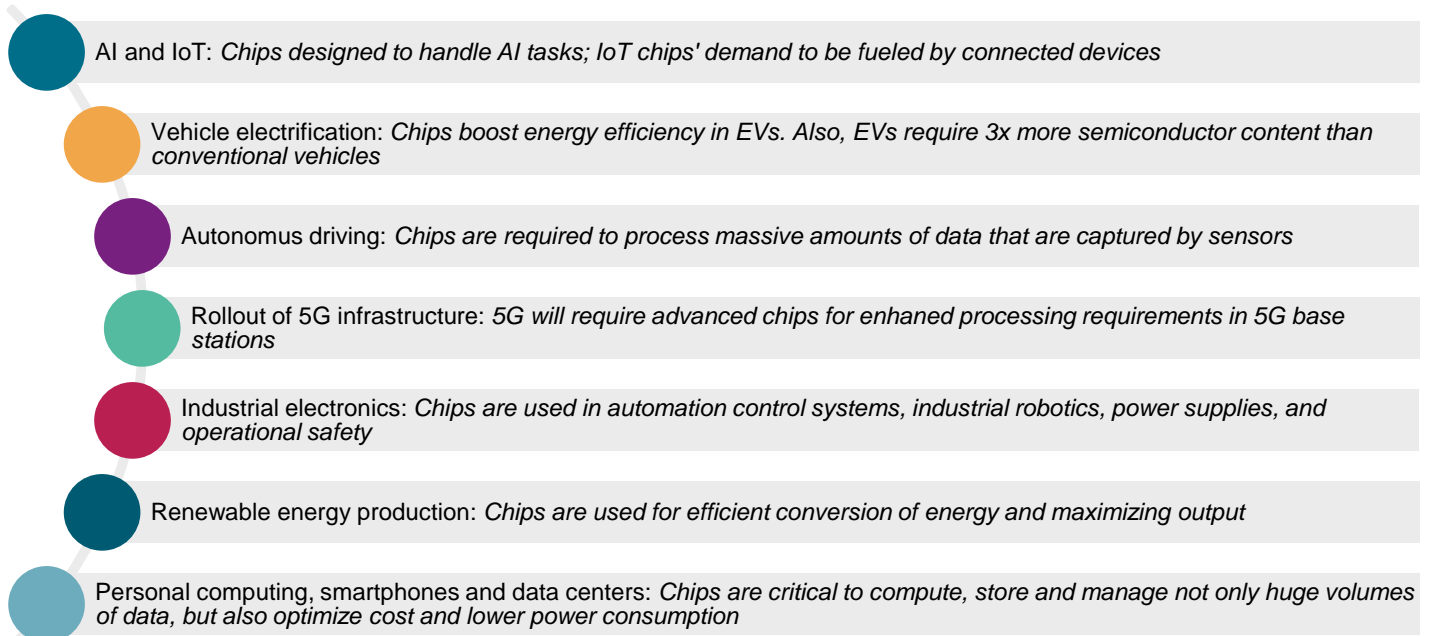 AI and IoT: Chips designed to handle AI tasks; IoT chips' demand to be fueled by connected devices
Vehicle electrification: Chips boost energy efficiency in EVs. Also, EVs require 3x more semiconductor content than
conventional vehicles
Autonomus driving: Chips are required to process massive amounts of data that are captured by sensors
Rollout of 5G infrastructure: 5G will require advanced chips for enhaned processing requirements in 5G base
stations
Industrial electronics: Chips are used in automation control systems, industrial robotics, power supplies, and
operational safety
Renewable energy production: Chips are used for efficient conversion of energy and maximizing output
Personal computing, smartphones and data centers: Chips are critical to compute, store and manage not only huge volumes
of data, but also optimize cost and lower power consumption